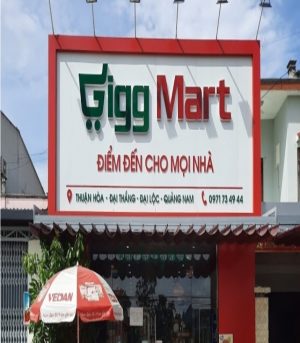 Gigg Mart
ĐIỂM ĐẾN CHO MỌI NHÀ
THUẬN HÒA - ĐẠI THẮNG - ĐẠI LỘC - QUẢNG NAM 0971 73 49 44
VEDAN